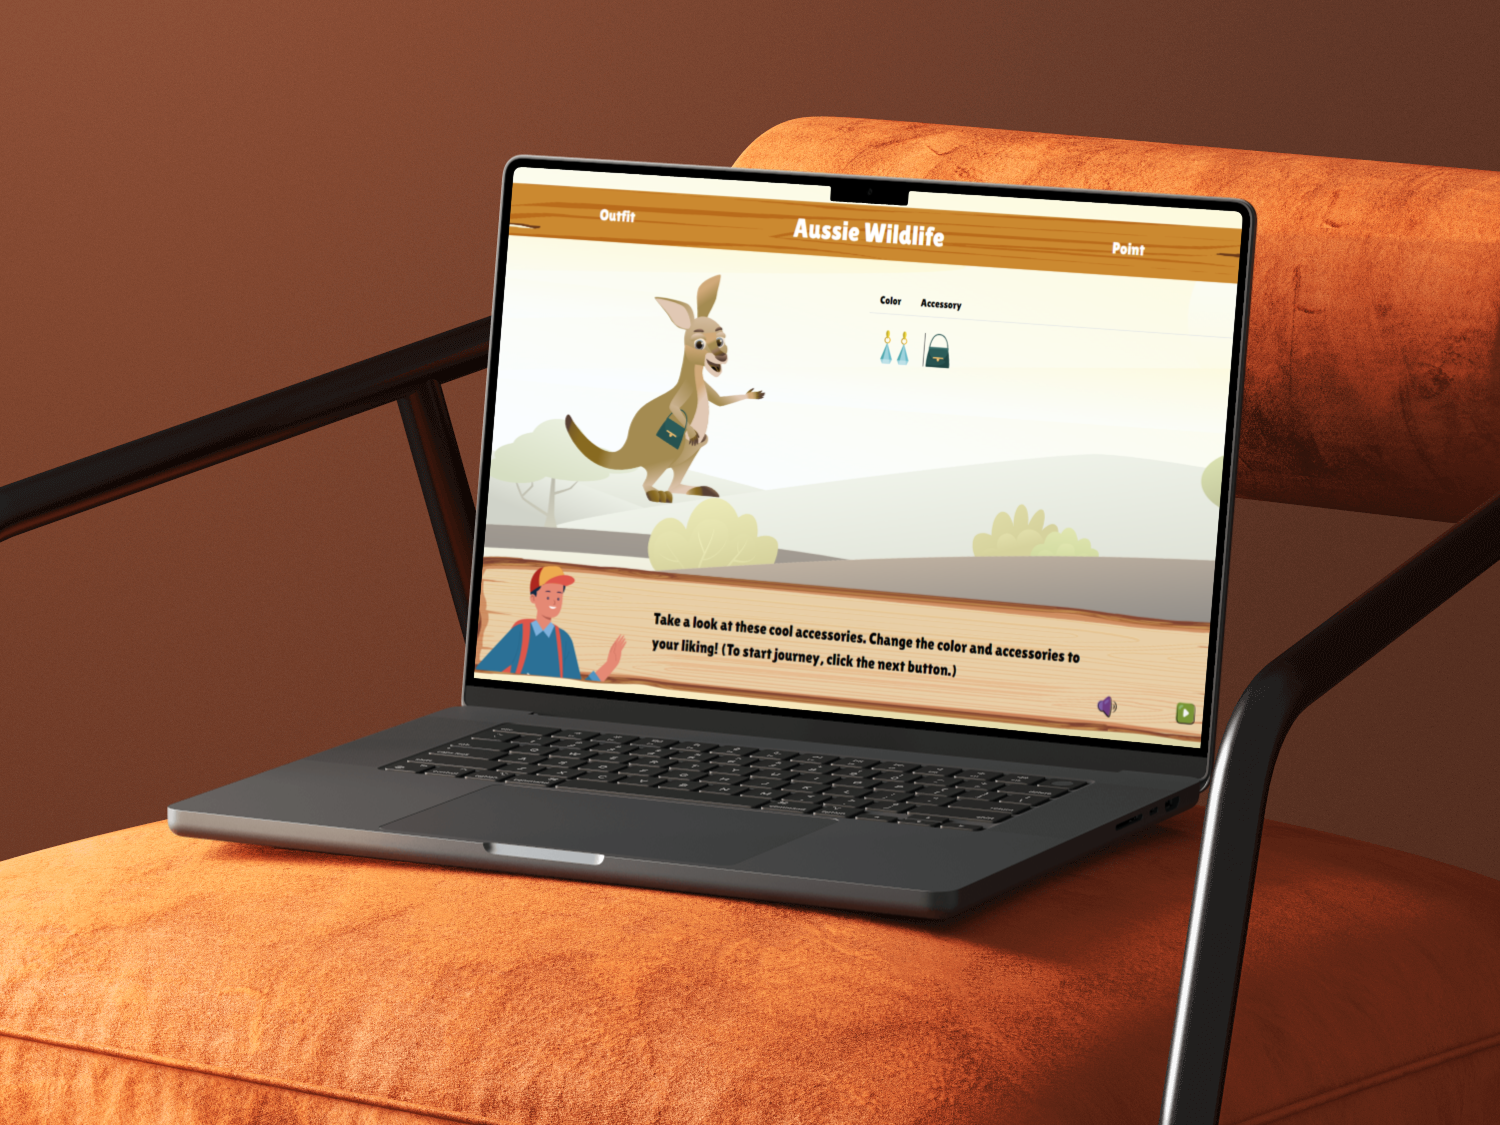 Outfit
Aussie Wildlife
Point
Color Accessory
Take a look at these cool accessories. Change the color and accessories to
your liking! (To start journey, click the next button.)